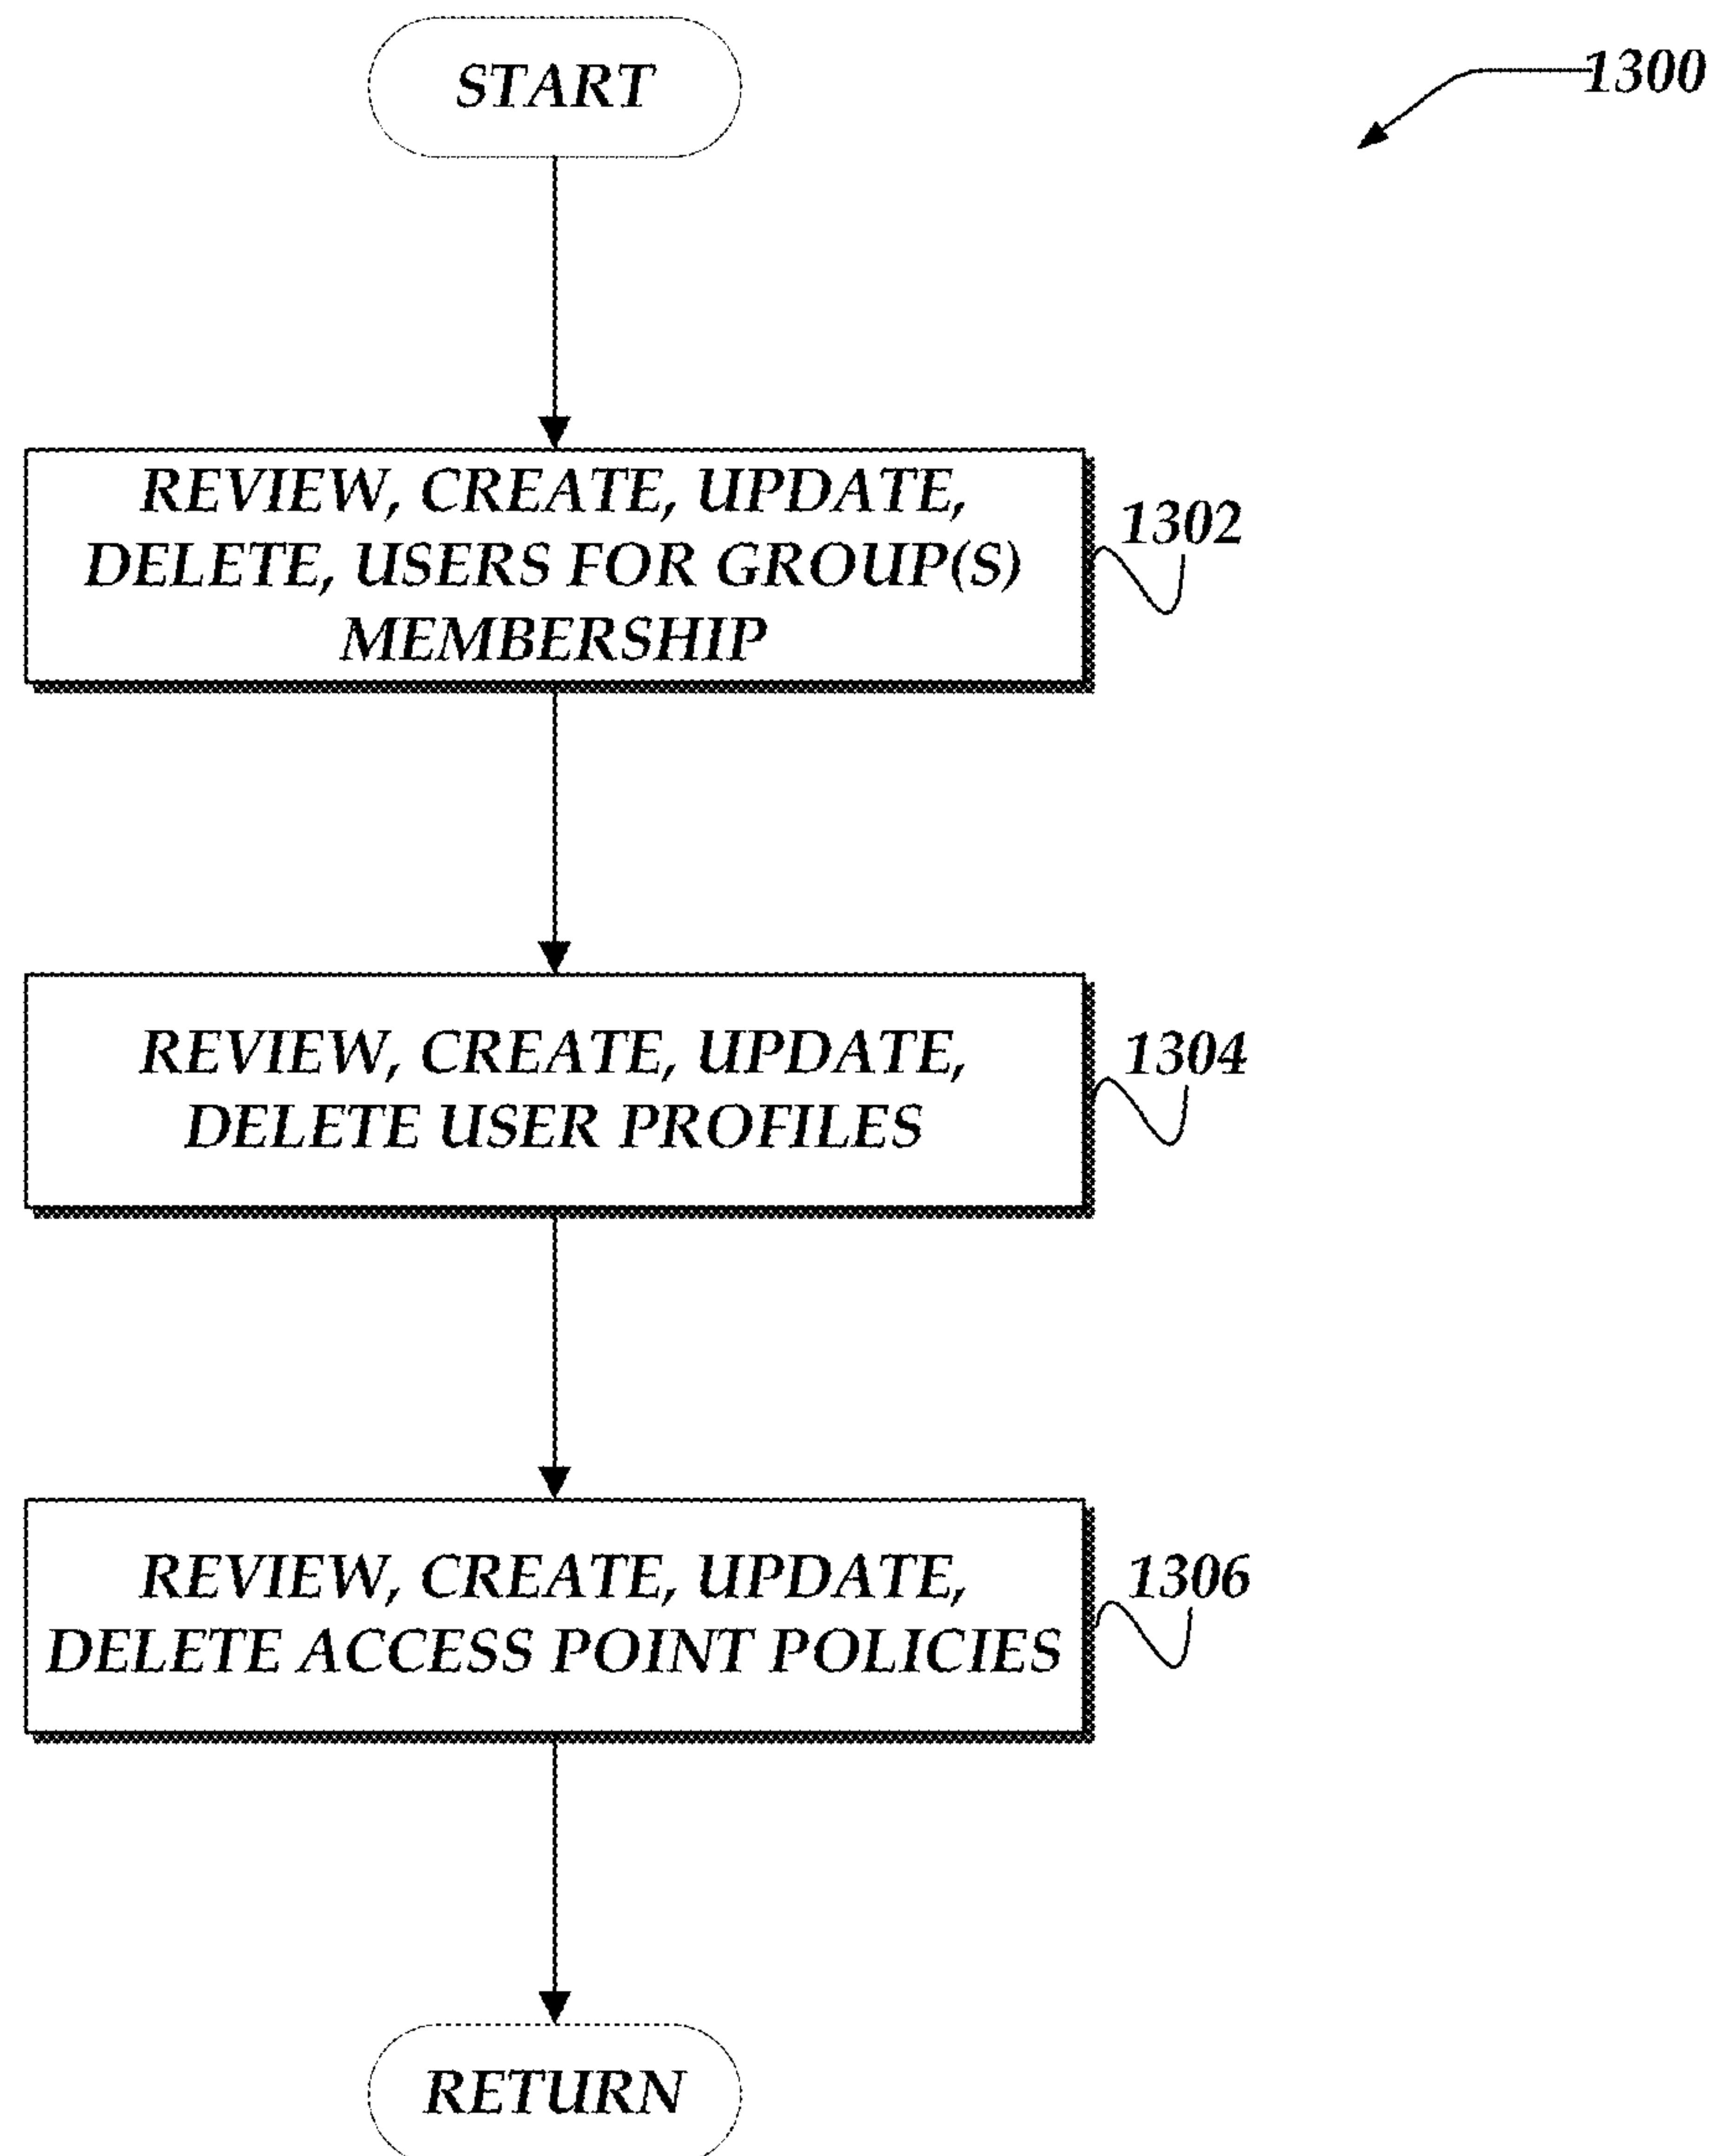 START
1300
REVIEW, CREATE, UPDATE,
DELETE, USERS FOR GROUP(S)
MEMBERSHIP
1302
REVIEW, CREATE, UPDATE,
DELETE USER PROFILES
1304
REVIEW, CREATE, UPDATE,
DELETE ACCESS POINT POLICIES
1306
RETURN